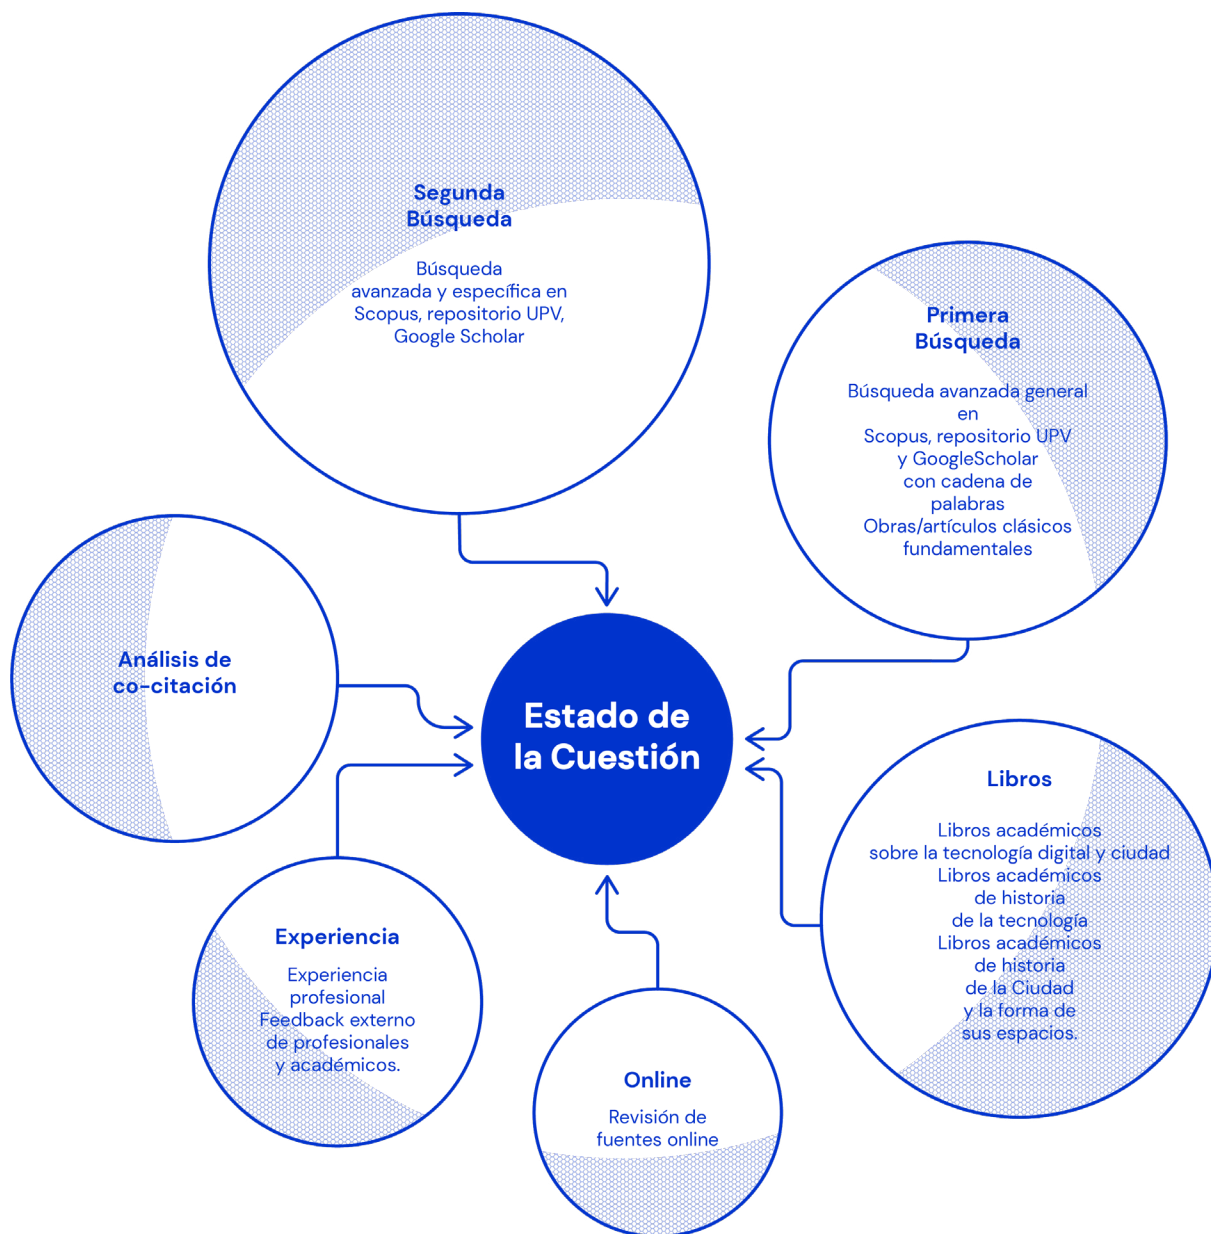 Segunda
Búsqueda
Búsqueda
avanzada y específica en
Scopus, repositorio UPV,
Google Scholar
Primera
Búsqueda
Búsqueda avanzada general
en
Scopus, repositorio UPV
y GoogleScholar
con cadena de
palabras
Obras/artículos clásicos
fundamentales
Análisis de
co-citación
Estado de
la Cuestión
Libros
Libros académicos
sobre la tecnología digital y ciudad
Libros académicos
de historia
de la tecnología
Libros académicos
de historia
de la Ciudad
y la forma de
sus espacios.
Experiencia
Experiencia
profesional
Feedback externo
de profesionales
y académicos.
Online
Revisión de
fuentes online